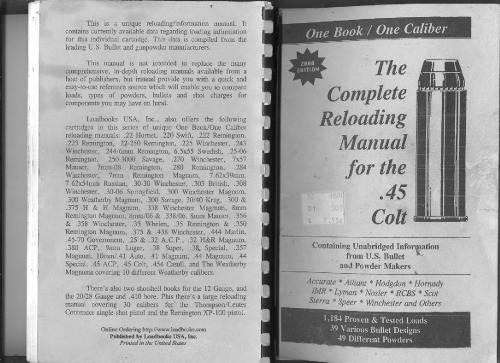 This is a unique reloading/information manual. It
contains currently available data regarding loading information
for this individual cartridge. This data is compiled from the
leading U.S. Bullet and gunpowder manufacturers.
This manual is not intended to replace the many
comprehensive, in-depth reloading manuals available from a
host of publishers, but instead provide you with a quick and
easy-to-use reference source which will enable you to compare
loads, types of powders, bullets and shot charges for
components you may have on hand.
Loadbooks USA, Inc., also offers the following
cartridges in this series of unique One Book/One Caliber
reloading manuals: .22 Hornet, .220 Swift, .222 Remington,
.223 Remington, .22-250 Remington, .225 Winchester, .243
Winchester, .244/6mm Remington, 6.5x55 Swedish, .25-06
Remington, .250-3000 Savage, .270 Winchester, 7x57
Mauser, 7mm-08 Remington, .280 Remington, .284
Winchester, 7mm Remington Magnum, 7.62x39mm,
7.62x54mm Russian, .30-30 Winchester, .303 British, .308
Winchester, .30-06 Springfield, .300 Winchester Magnum,
.300 Weatherby Magnum, .300 Savage, .30/40 Krag, .300 &
.375 H & H Magnum, .338 Winchester Magnum, 8mm
Remington Magnum, 8mm/06 & .338/06, 8mm Mauser, .356
& .358 Winchester, .35 Whelen, .35 Remington & .350
Remington Magnum, .375 & .458 Winchester, .444 Marlin,
.45-70 Government, .25 & .32 A.C.P., .32 H&R Magnum,
.380 ACP, 9mm Luger, .38 Super, .38 Special, .357
Magnum, 10mm/.41 Auto, .41 Magnum, .44 Magnum, .44
Special, .45 ACP, .45 Colt, .454 Casull, and The Weatherby
Magnums covering 10 different Weatherby calibers.
There's also two shotshell books for the 12 Gauge, and
the 20/28 Gauge and .410 bore. Plus there's a large reloading
manual covering 30 calibers for the Thompson/Center
Contender single-shot pistol and the Remington XP-100 pistol.
Online Ordering http://www.loadbooks.com
Published by Loadbooks USA, Inc.
Printed in the United States
One Book / One Caliber
2000
EDITION
The
Complete
Reloading
Manual
for the
.45
Colt
Containing Unabridged Information
from U.S. Bullet
and Powder Makers
Accurate * Alliant * Hodgdon * Hornady
IMR * Lyman * Nosler * RCBS * Scot
Sierra * Speer * Winchester and Others
1,184 Proven & Tested Loads
39 Various Bullet Designs
49 Different Powders